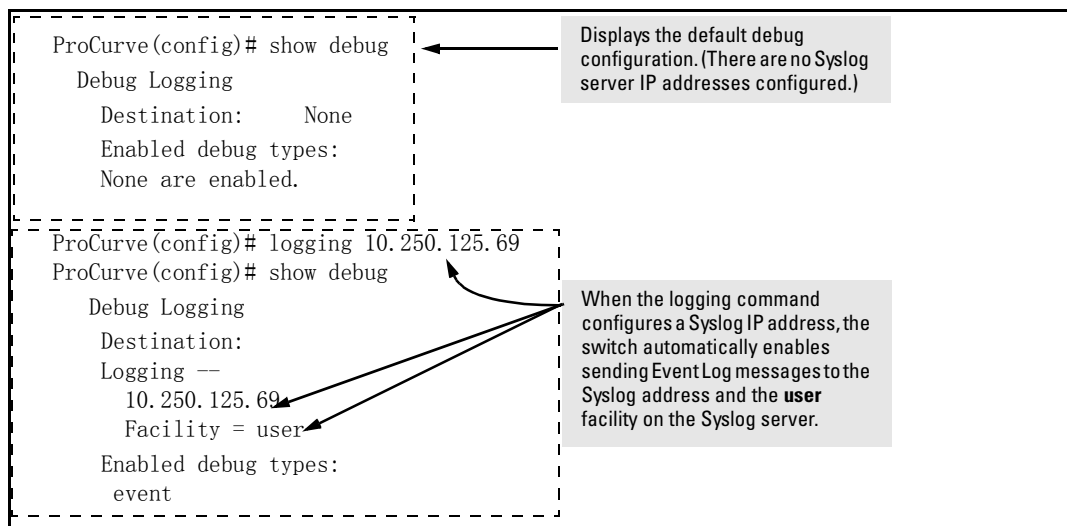 ProCurve(config)# show debug
Debug Logging
Destination: None
Enabled debug types:
None are enabled.
Displays the default debug
configuration. (There are no Syslog
server IP addresses configured.)
ProCurve(config)# logging 10.250.125.69
ProCurve(config)# show debug
Debug Logging
Destination:
Logging --
10.250.125.69
Facility = user
Enabled debug types:
event
When the logging command
configures a Syslog IP address, the
switch automatically enables
sending Event Log messages to the
Syslog address and the user
facility on the Syslog server.